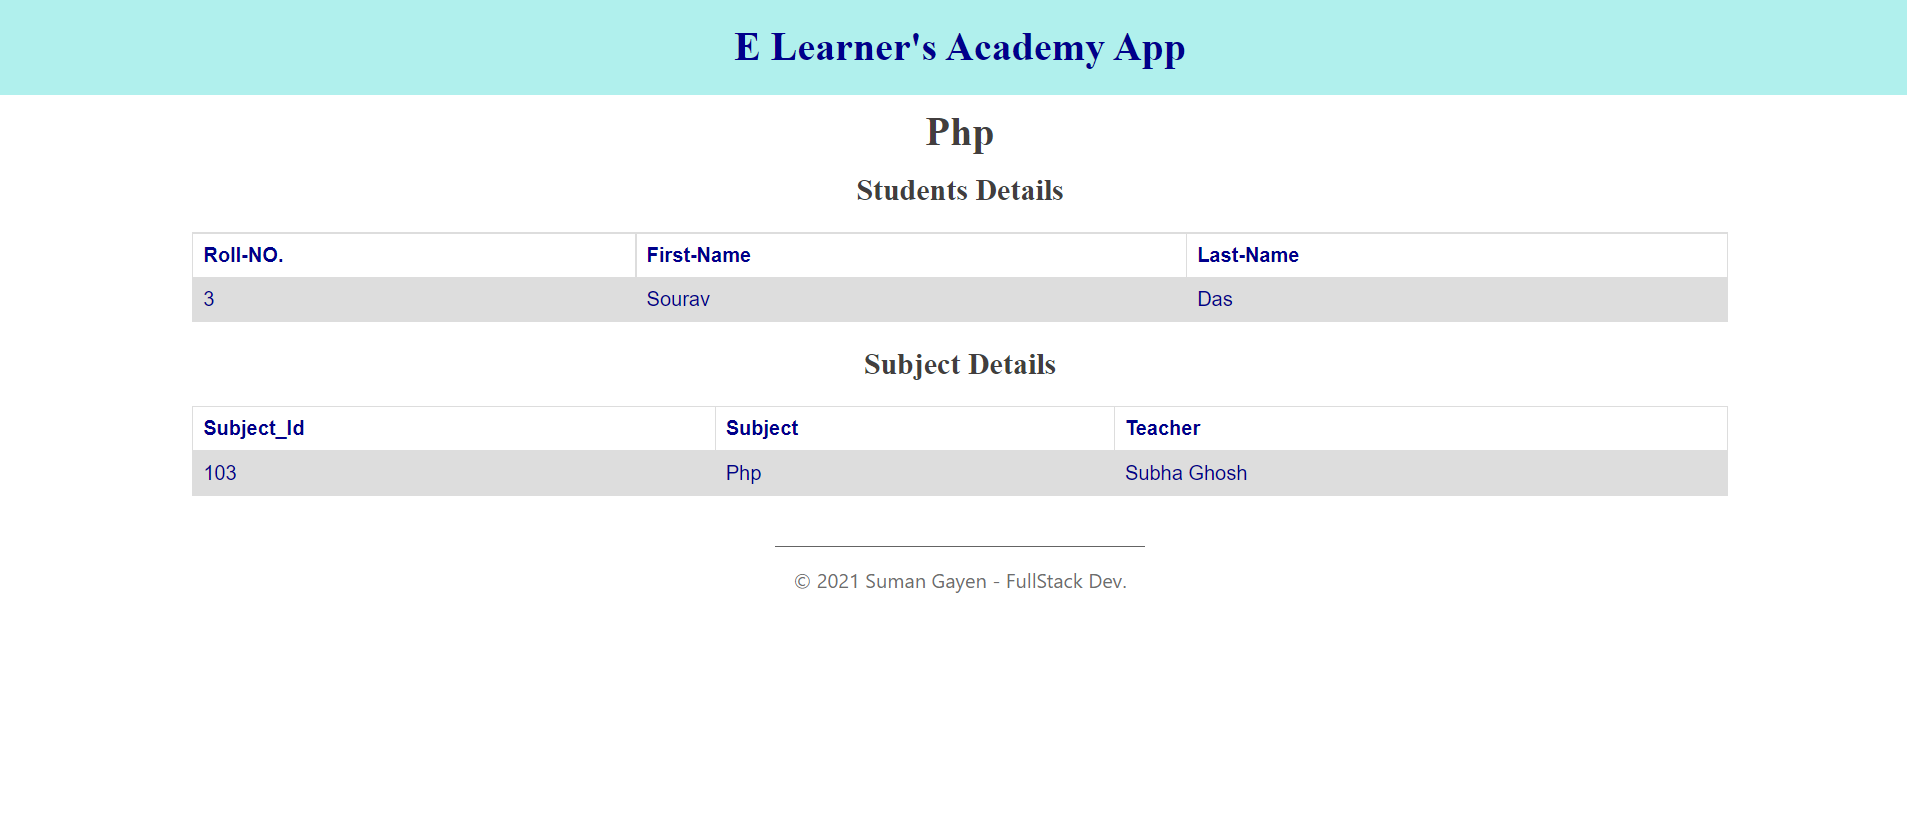 E Learner's Academy App
Php
Students Details
Roll-NO. First-Name Last-Name
3 Sourav Das
Subject Details
Subject_Id Subject Teacher
103 Php Subha Ghosh
© 2021 Suman Gayen - FullStack Dev.